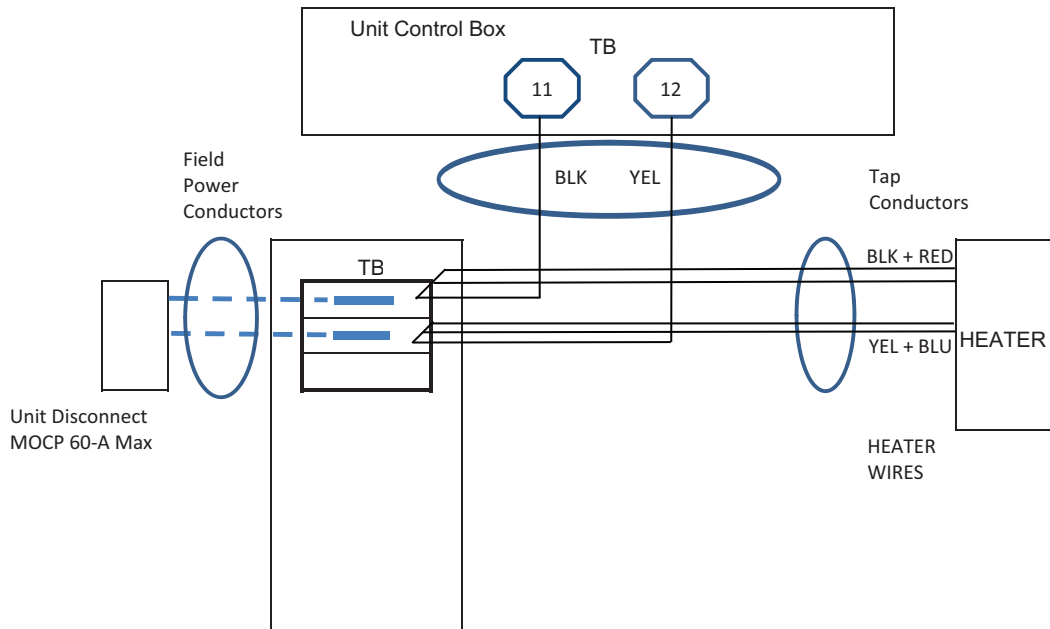 Unit Control Box
TB
11
12
BLK
YEL
Field
Power
Conductors
Tap
Conductors
TB
BLK + RED
HEATER
YEL + BLU
Unit Disconnect
MOCP 60-A Max
HEATER
WIRES